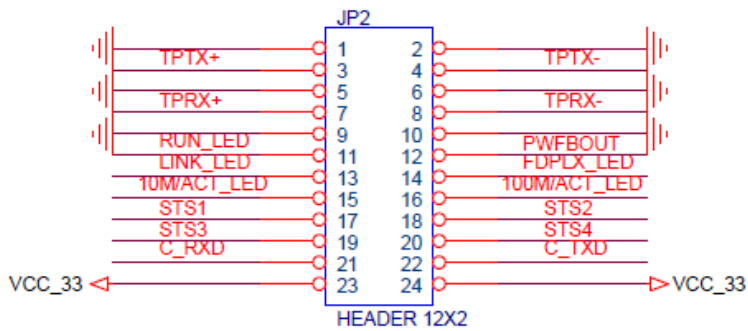 JP2
1 2
TPTX+ TPTX-
3 4
5 6
TPRX+ TPRX-
7 8
9 10
RUN_LED PWFBOUT
11 12
LINK_LED FDPLX_LED
13 14
10M/ACT_LED 100M/ACT_LED
15 16
STS1 STS2
17 18
STS3 STS4
19 20
C_RXD C_TXD
21 22
VCC_33 23 24 VCC_33
HEADER 12X2